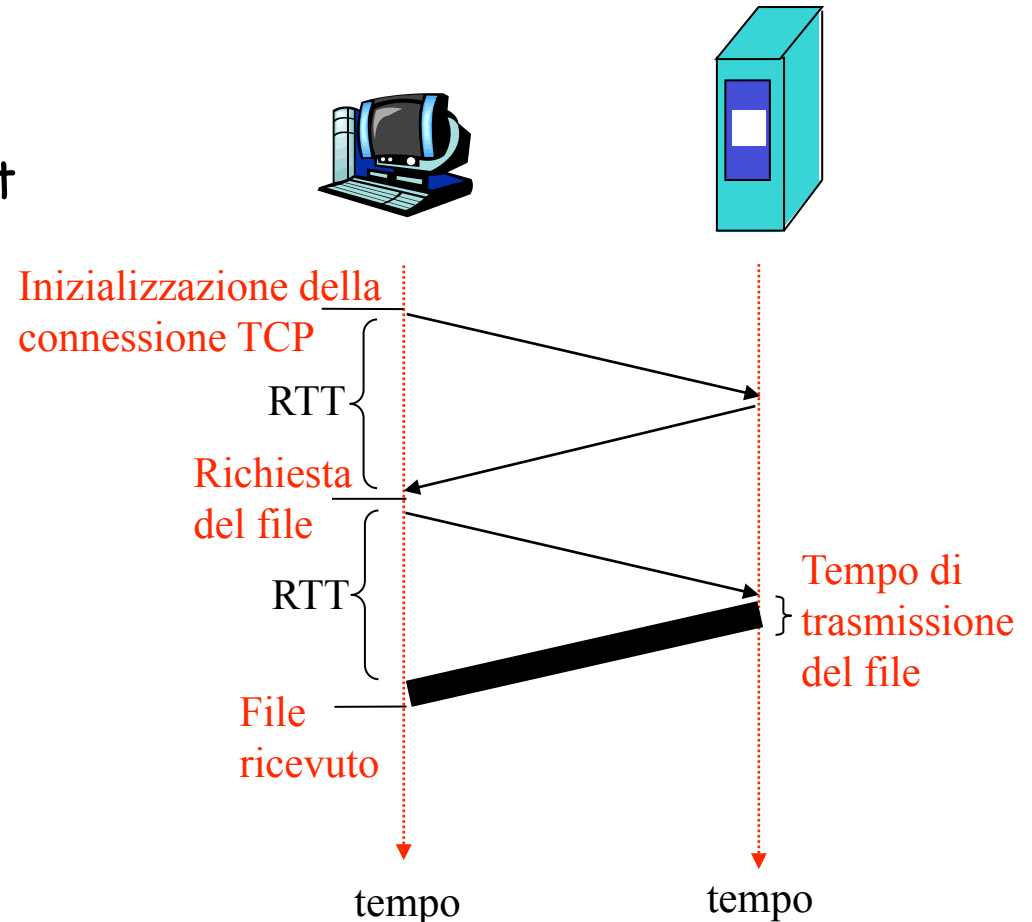 t
Inizializzazione della
connessione TCP
RTT
Richiesta
del file
RTT
Tempo di
trasmissione
del file
File
ricevuto
tempo
tempo